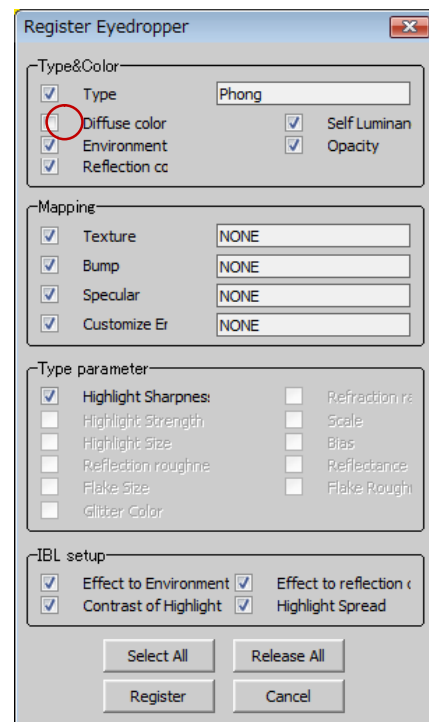 Register Eyedropper
Type&Color
Type Phong
Diffuse color Self Luminan
Environment Opacity
Reflection cc
Mapping
Texture NONE
Bump NONE
Specular NONE
Customize Er NONE
Type parameter
Highlight Sharpness Refraction ra
Highlight Strength Scale
Highlight Size Bias
Reflection roughne Reflectance
Flake Size Flake Roughn
Glitter Color
IBL setup
Effect to Environment Effect to reflection c
Contrast of Highlight Highlight Spread
Select All Release All
Register Cancel